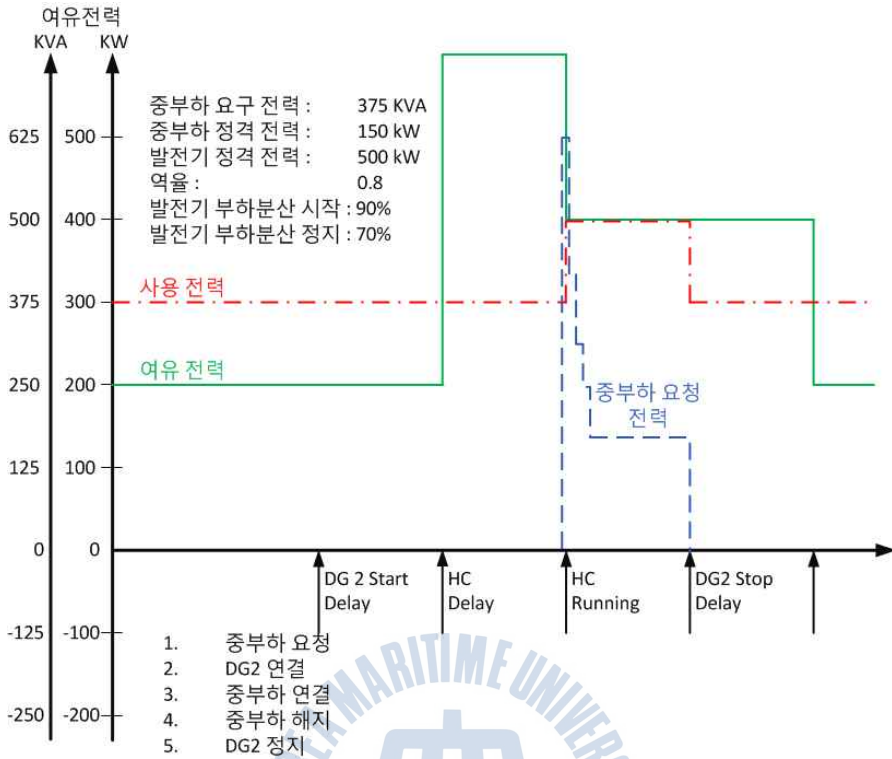 여유전력
KVA KW
중부하 요구 전력 : 375 KVA
중부하 정격 전력 : 150 kW
발전기 정격 전력 : 500 kW
역율 : 0.8
발전기 부하분산 시작 : 90%
발전기 부하분산 정지 : 70%
625 500
500 400
사용 전력
375 300
여유 전력
250 200
중부하 요청
전력
125 100
0 0
DG 2 Start
Delay
HC
Delay
HC
Running
DG2 Stop
Delay
-125 -100
1. 중부하 요청
2. DG2 연결
3. 중부하 연결
-250 -200
4. 중부하 해지
5. DG2 정지
MARITIME UNIVER